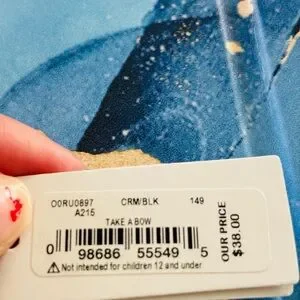 OORU0897 CRM/BLK 149
A215
TAKE A BOW
0 98686 55549 5
⚠ Not intended for children 12 and under
OUR PRICE
$38.00